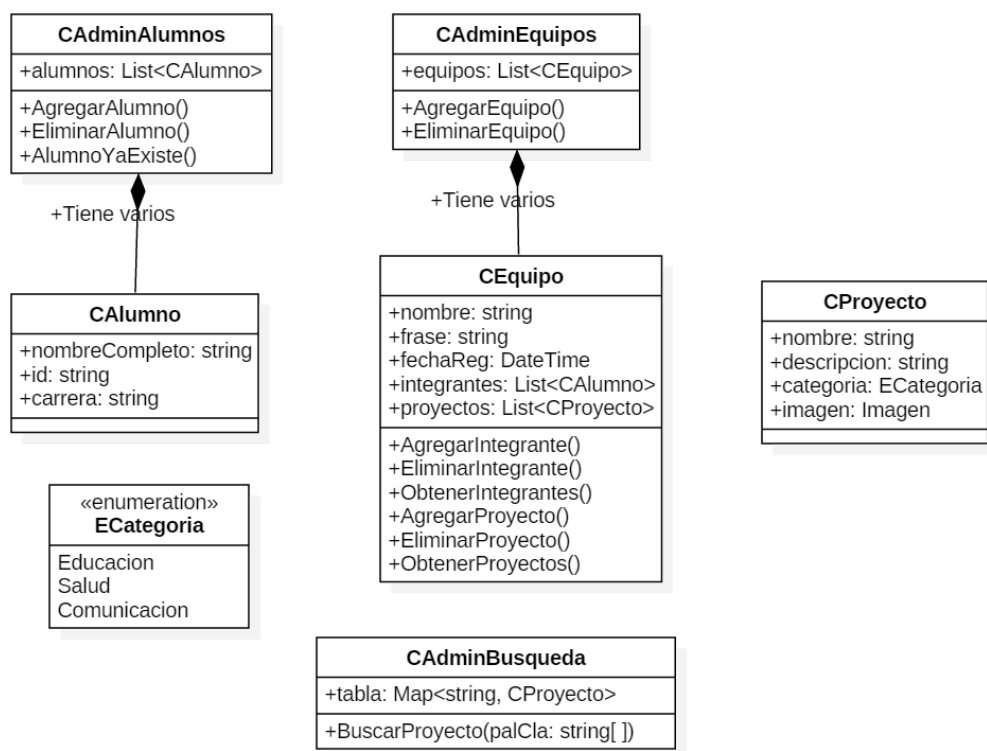 CAdminAlumnos
+alumnos: List<CAlumno>
+AgregarAlumno()
+EliminarAlumno()
+AlumnoYaExiste()
+Tiene varios
CAdminEquipos
+equipos: List<CEquipo>
+AgregarEquipo()
+EliminarEquipo()
+Tiene varios
CAlumno
+nombreCompleto: string
+id: string
+carrera: string
CEquipo
+nombre: string
+frase: string
+fechaReg: DateTime
+integrantes: List<CAlumno>
+proyectos: List<CProyecto>
+AgregarIntegrante()
+EliminarIntegrante()
+ObtenerIntegrantes()
+AgregarProyecto()
+EliminarProyecto()
+ObtenerProyectos()
CProyecto
+nombre: string
+descripcion: string
+categoria: ECategoria
+imagen: Imagen
«enumeration»
ECategoria
Educacion
Salud
Comunicacion
CAdminBusqueda
+tabla: Map<string, CProyecto>
+BuscarProyecto(palCla: string[ ])